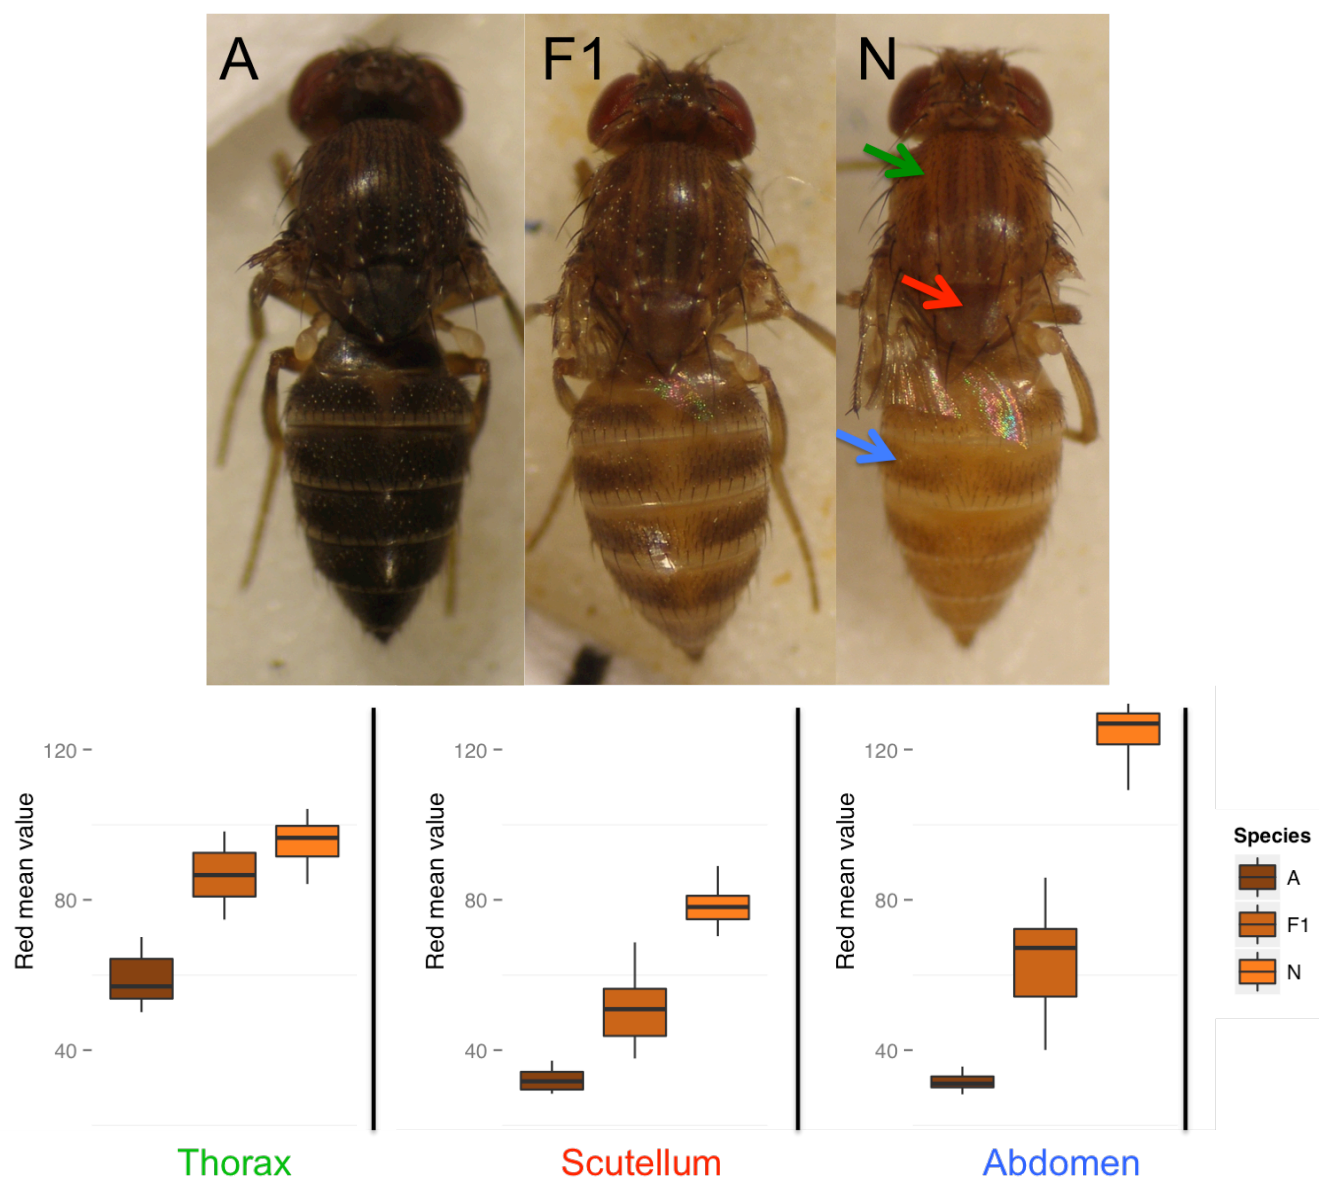 A
F1
N
120
80
40
Red mean value
Thorax
120
80
40
Red mean value
Scutellum
120
80
40
Red mean value
Abdomen
Species
A
F1
N